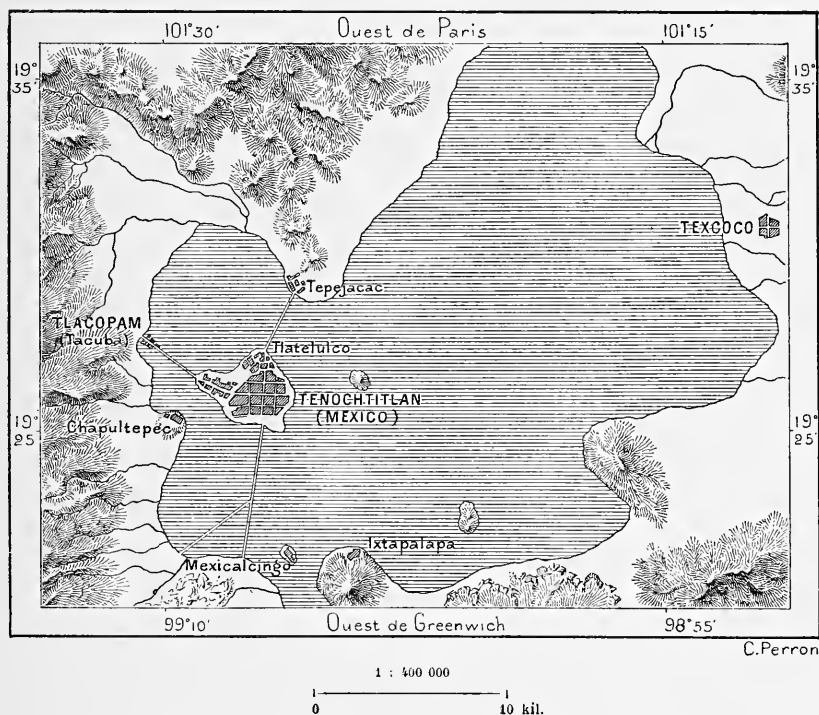 101°30' Ouest de Paris 101°15'
19°
35'
19°
35'
TEXCOCO
Tepejacac
TLACOPAM
(Tacuba)
Tlatelulco
TENOCHTITLAN
(MEXICO)
Chapultepec
19°
25'
19°
25'
Ixtapalapa
Mexicalcingo
99°10' Ouest de Greenwich 98°55'
C.Perron
1 : 400 000
0 10 kil.